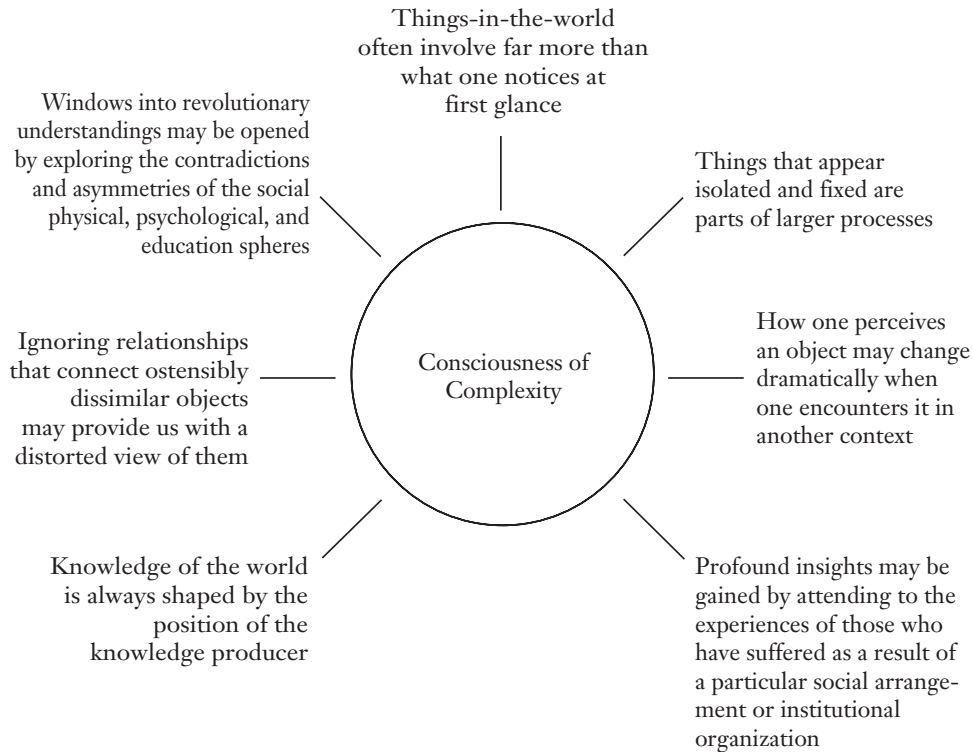 Things-in-the-world
often involve far more than
what one notices at
first glance
Things that appear
isolated and fixed are
parts of larger processes
How one perceives
an object may change
dramatically when
one encounters it in
another context
Profound insights may be
gained by attending to the
experiences of those who
have suffered as a result of
a particular social arrange-
ment or institutional
organization
Knowledge of the world
is always shaped by the
position of the
knowledge producer
Ignoring relationships
that connect ostensibly
dissimilar objects
may provide us with a
distorted view of them
Windows into revolutionary
understandings may be opened
by exploring the contradictions
and asymmetries of the social
physical, psychological, and
education spheres
Consciousness of
Complexity